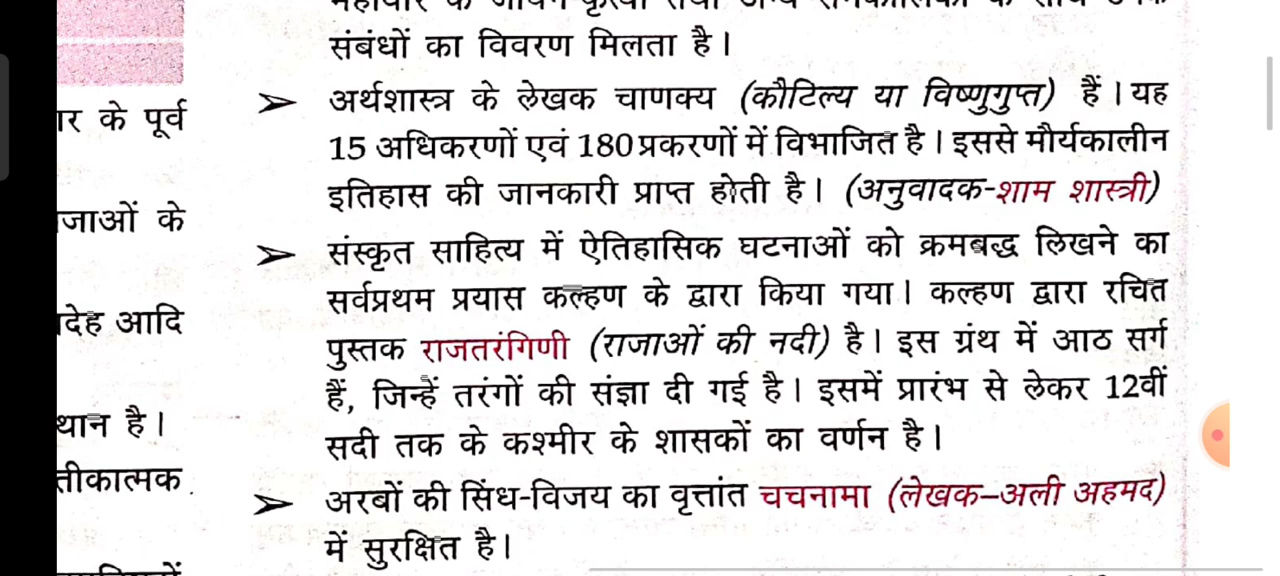 संबंधों का विवरण मिलता है।
ार के पूर्व
➢ अर्थशास्त्र के लेखक चाणक्य (कौटिल्य या विष्णुगुप्त) हैं। यह
15 अधिकरणों एवं 180 प्रकरणों में विभाजित है। इससे मौर्यकालीन
इतिहास की जानकारी प्राप्त होती है। (अनुवादक-शाम शास्त्री)
जाओं के
➢ संस्कृत साहित्य में ऐतिहासिक घटनाओं को क्रमबद्ध लिखने का
सर्वप्रथम प्रयास कल्हण के द्वारा किया गया। कल्हण द्वारा रचित
देह आदि
पुस्तक राजतरंगिणी (राजाओं की नदी) है। इस ग्रंथ में आठ सर्ग
हैं, जिन्हें तरंगों की संज्ञा दी गई है। इसमें प्रारंभ से लेकर 12वीं
थान है।
सदी तक के कश्मीर के शासकों का वर्णन है।
तीकात्मक
➢ अरबों की सिंध-विजय का वृत्तांत चचनामा (लेखक–अली अहमद)
में सुरक्षित है।